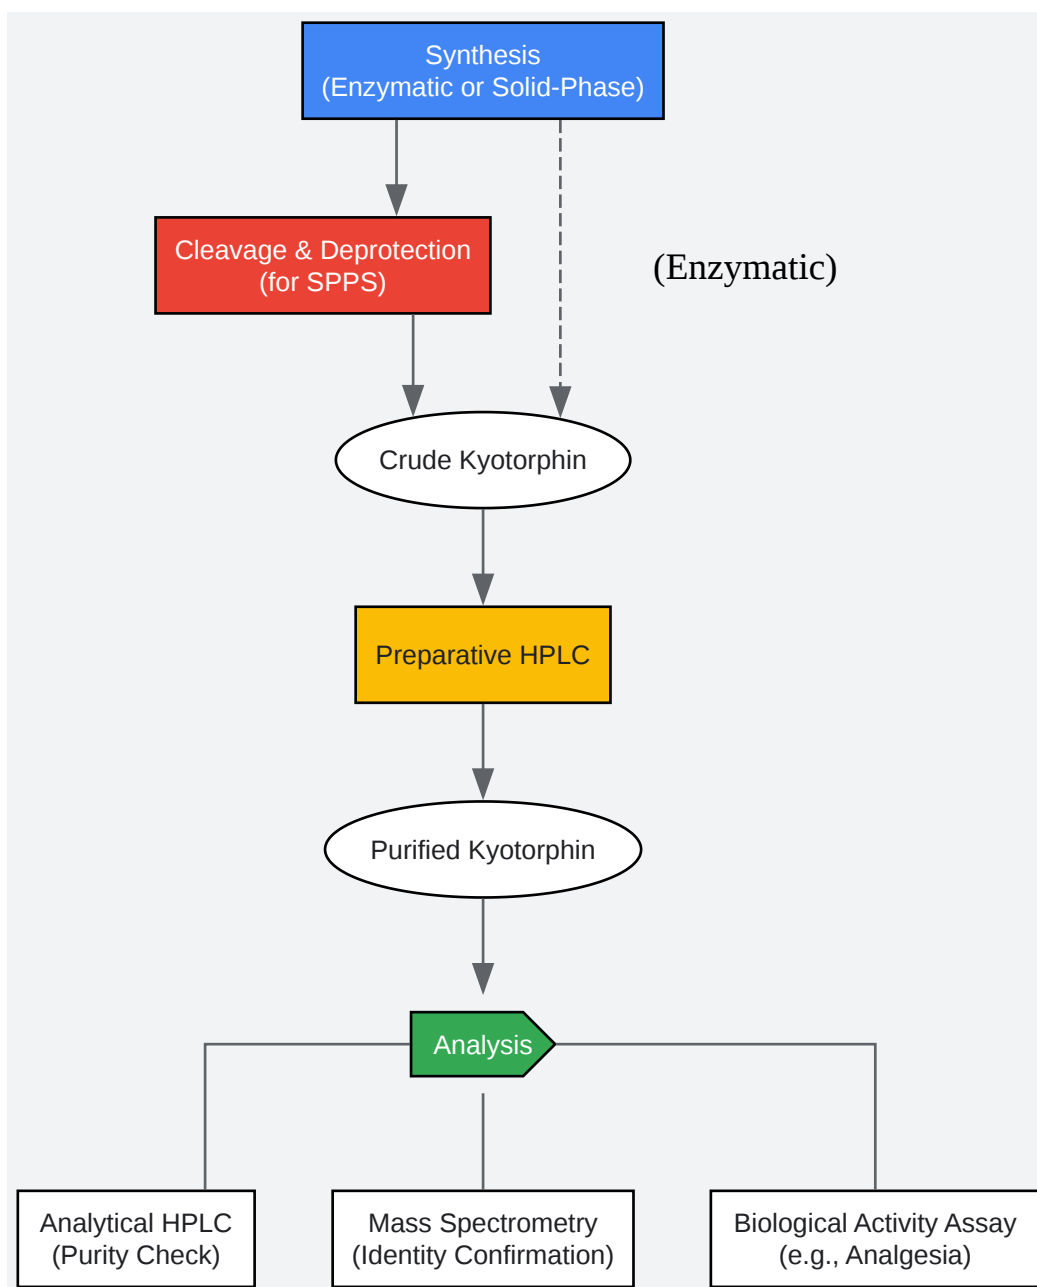 Synthesis
(Enzymatic or Solid-Phase)
Cleavage & Deprotection
(for SPPS)
(Enzymatic)
Crude Kyotorphin
Preparative HPLC
Purified Kyotorphin
Analysis
Analytical HPLC
(Purity Check)
Mass Spectrometry
(Identity Confirmation)
Biological Activity Assay
(e.g., Analgesia)